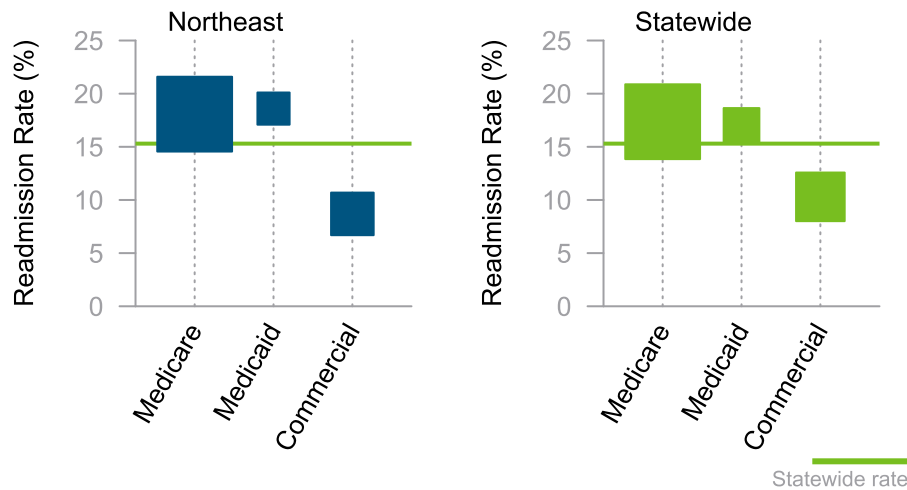 Northeast
Readmission Rate (%)
25
20
15
10
5
0
Medicare
Medicaid
Commercial
Statewide
Readmission Rate (%)
25
20
15
10
5
0
Medicare
Medicaid
Commercial
Statewide rate